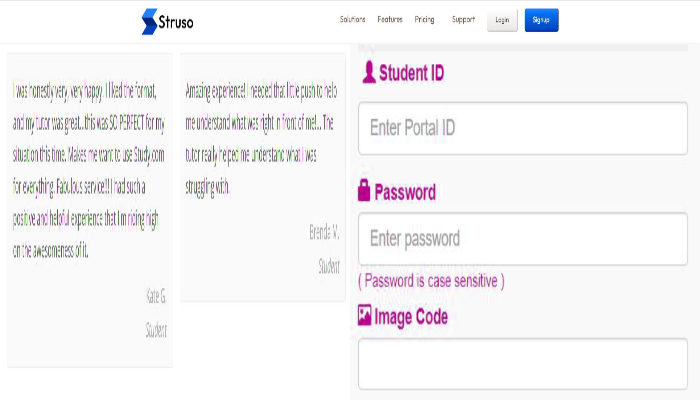 Struso
Solutions
Features
Pricing
Support
Login
Signup
I was honestly very, very happy. I liked the format,
and my tutor was great...this was SO PERFECT for my
situation this time. Makes me want to use Study.com
for everything. Fabulous service!!! I had such a
positive and helpful experience that I'm riding high
on the awesomeness of it.
Kate G.
Student
Amazing experience! I needed that little push to help
me understand what was right in front of me!... The
tutor really helped me understand what I was
struggling with.
Brenda M.
Student
Student ID
Enter Portal ID
Password
Enter password
( Password is case sensitive )
Image Code